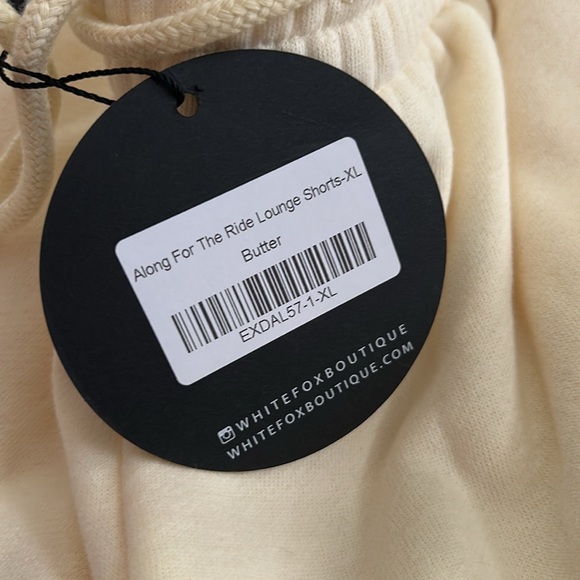 Along For The Ride Lounge Shorts-XL
Butter
EXDAL57-1-XL
WHITEFOXBOUTIQUE
WHITEFOXBOUTIQUE.COM